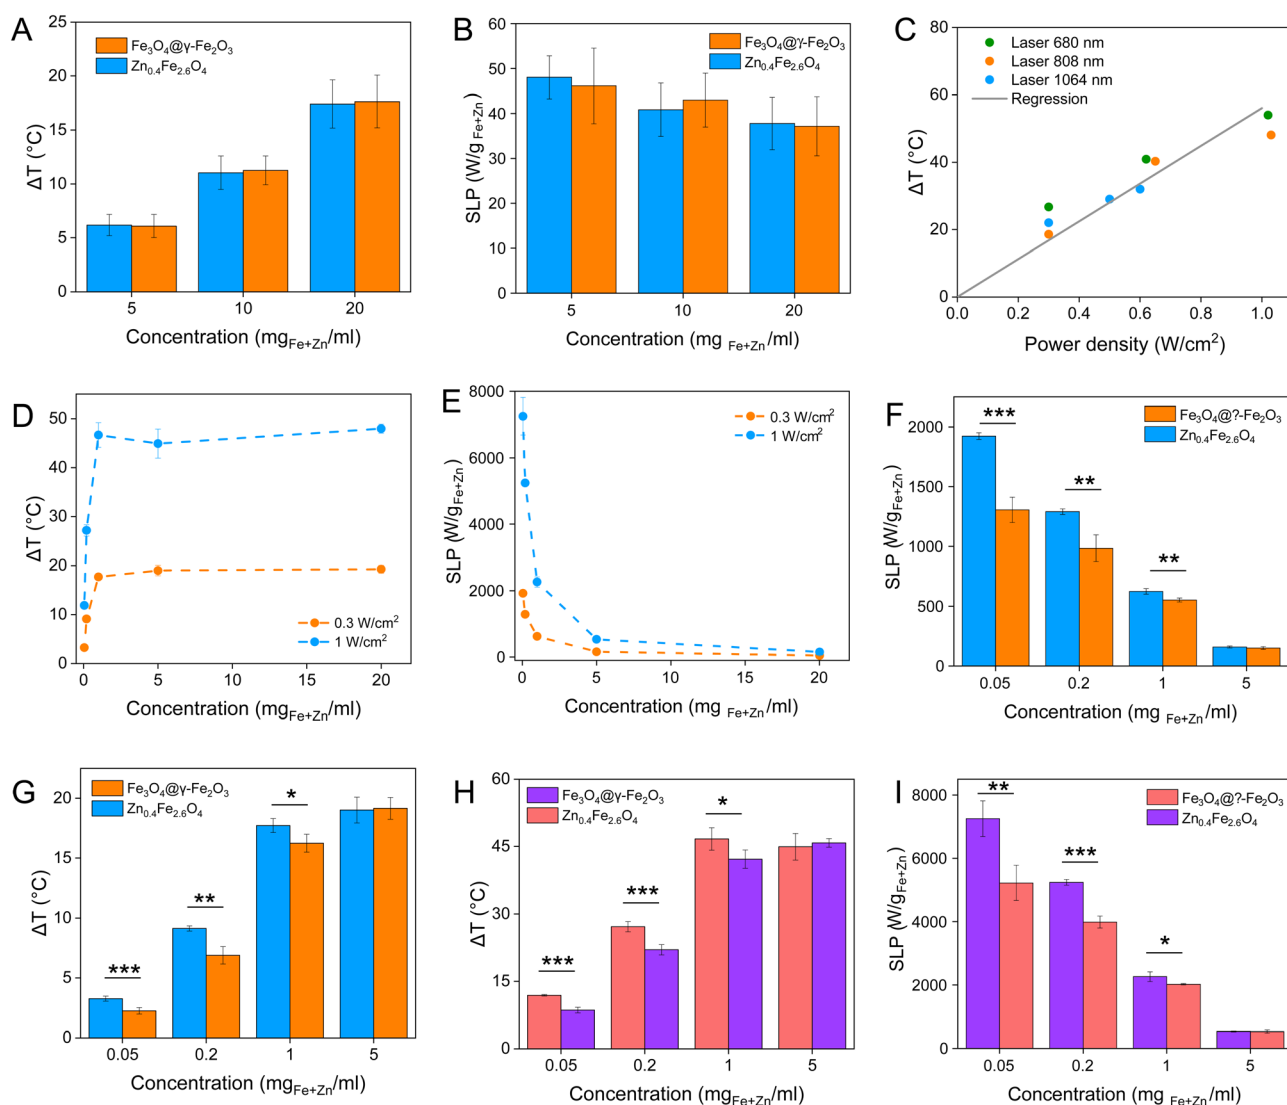 A
ΔT (°C)
25
20
15
10
5
0
Fe3O4@γ-Fe2O3
Zn0.4Fe2.6O4
5 10 20
Concentration (mgFe+Zn/ml)
B
SLP (W/gFe+Zn)
60
50
40
30
20
10
0
Fe3O4@γ-Fe2O3
Zn0.4Fe2.6O4
5 10 20
Concentration (mg Fe+Zn/ml)
C
ΔT (°C)
80
60
40
20
0
Laser 680 nm
Laser 808 nm
Laser 1064 nm
Regression
0.0 0.2 0.4 0.6 0.8 1.0
Power density (W/cm2)
D
ΔT (°C)
50
40
30
20
10
0
0.3 W/cm2
1 W/cm2
0 5 10 15 20
Concentration (mgFe+Zn/ml)
E
SLP (W/gFe+Zn)
8000
6000
4000
2000
0
0.3 W/cm2
1 W/cm2
0 5 10 15 20
Concentration (mg Fe+Zn/ml)
F
SLP (W/gFe+Zn)
2000
1500
1000
500
0
Fe3O4@?-Fe2O3
Zn0.4Fe2.6O4
***
**
**
0.05 0.2 1 5
Concentration (mg Fe+Zn/ml)
G
ΔT (°C)
20
15
10
5
0
Fe3O4@γ-Fe2O3
Zn0.4Fe2.6O4
***
**
*
0.05 0.2 1 5
Concentration (mgFe+Zn/ml)
H
ΔT (°C)
60
45
30
15
0
Fe3O4@γ-Fe2O3
Zn0.4Fe2.6O4
***
***
*
0.05 0.2 1 5
Concentration (mgFe+Zn/ml)
I
SLP (W/gFe+Zn)
8000
6000
4000
2000
0
Fe3O4@?-Fe2O3
Zn0.4Fe2.6O4
**
***
*
0.05 0.2 1 5
Concentration (mg Fe+Zn/ml)